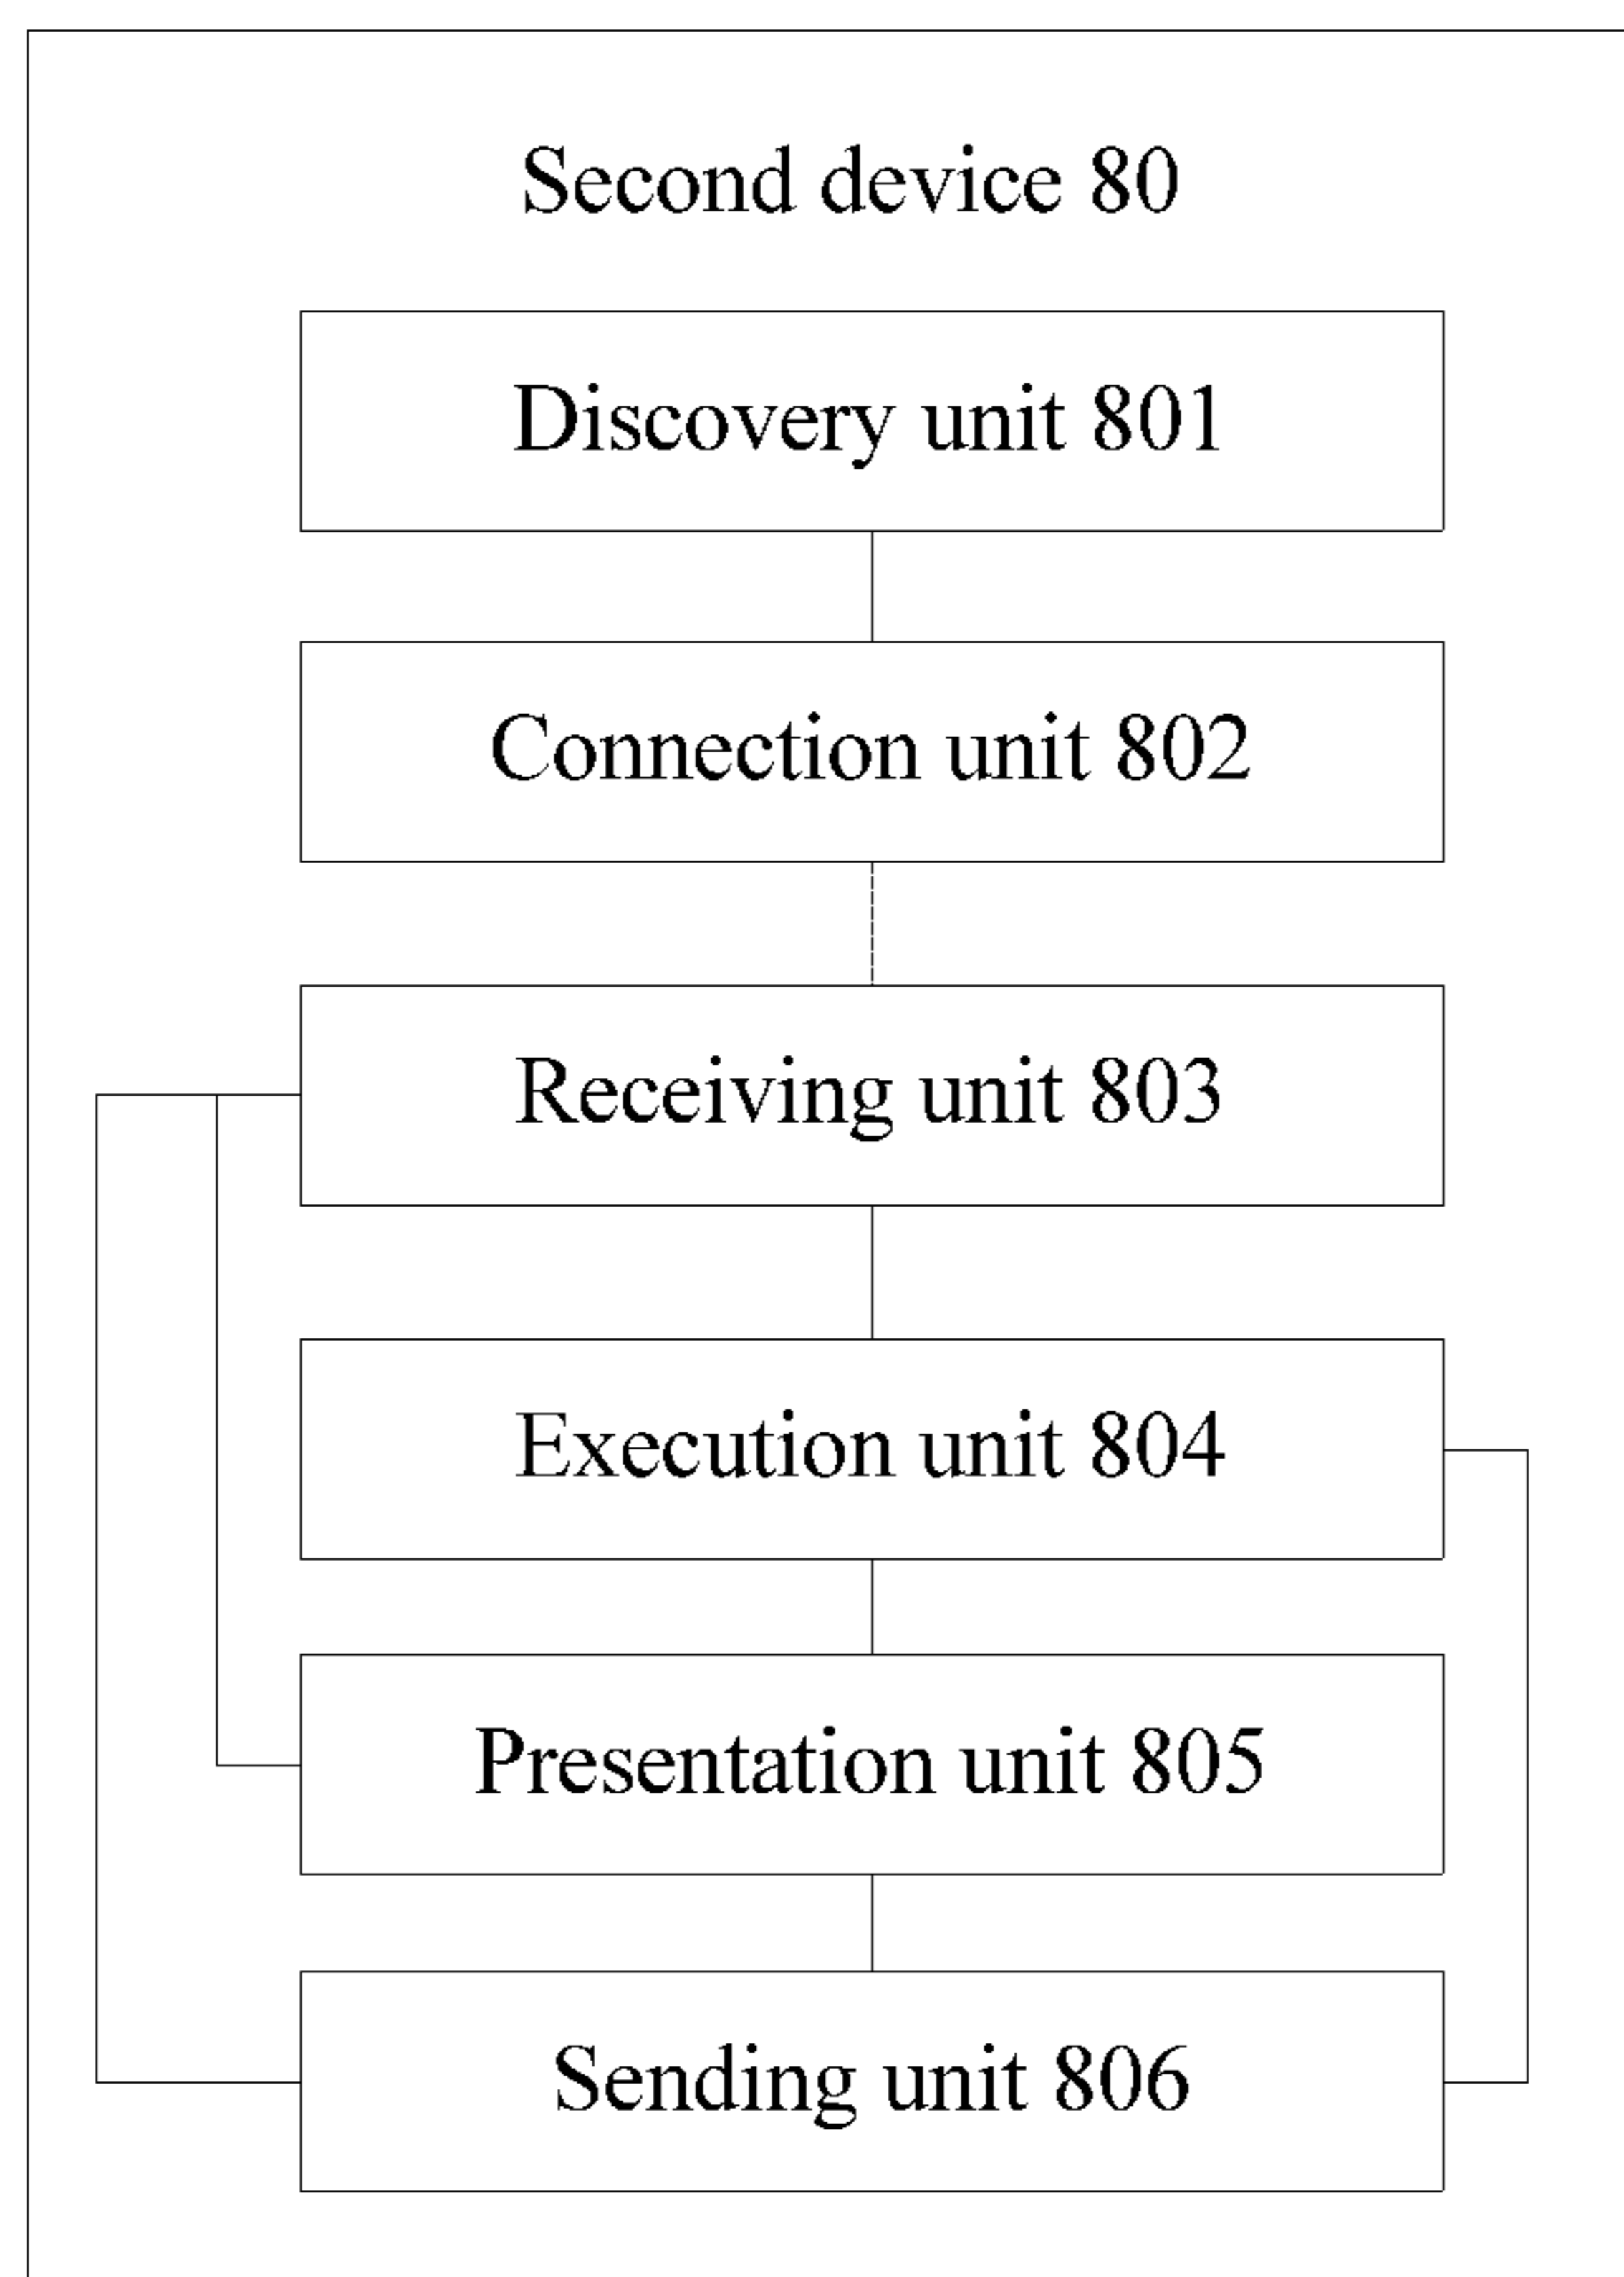 Second device 80
Discovery unit 801
Connection unit 802
Receiving unit 803
Execution unit 804
Presentation unit 805
Sending unit 806